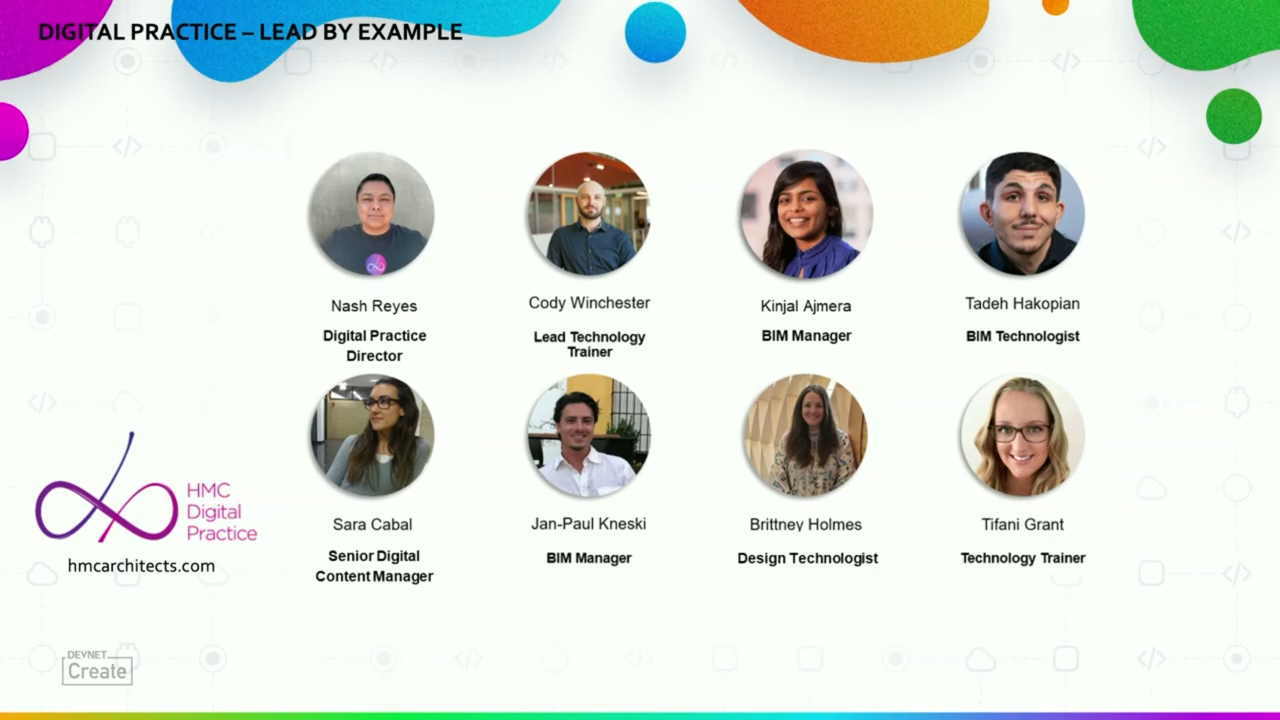 DIGITAL PRACTICE – LEAD BY EXAMPLE
Nash Reyes
Digital Practice
Director
Cody Winchester
Lead Technology
Trainer
Kinjal Ajmera
BIM Manager
Tadeh Hakopian
BIM Technologist
Sara Cabal
Senior Digital
Content Manager
Jan-Paul Kneski
BIM Manager
Brittney Holmes
Design Technologist
Tifani Grant
Technology Trainer
HMC
Digital
Practice
hmcarchitects.com
DEVNET
Create